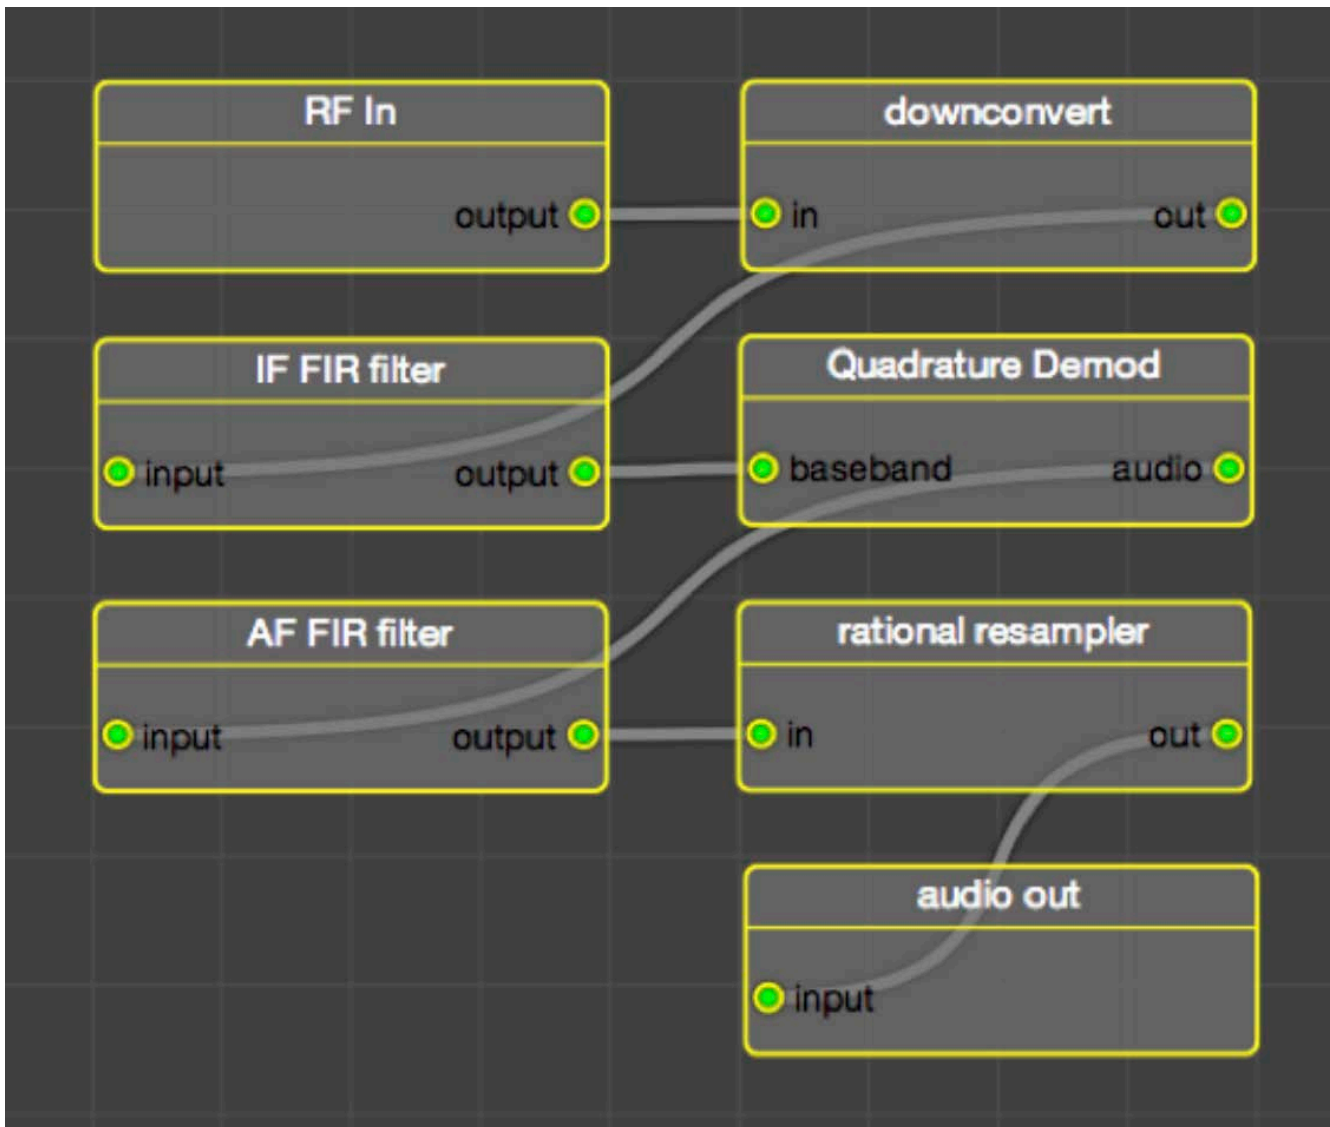 RF In
output
downconvert
in
out
IF FIR filter
input
output
Quadrature Demod
baseband
audio
AF FIR filter
input
output
rational resampler
in
out
audio out
input